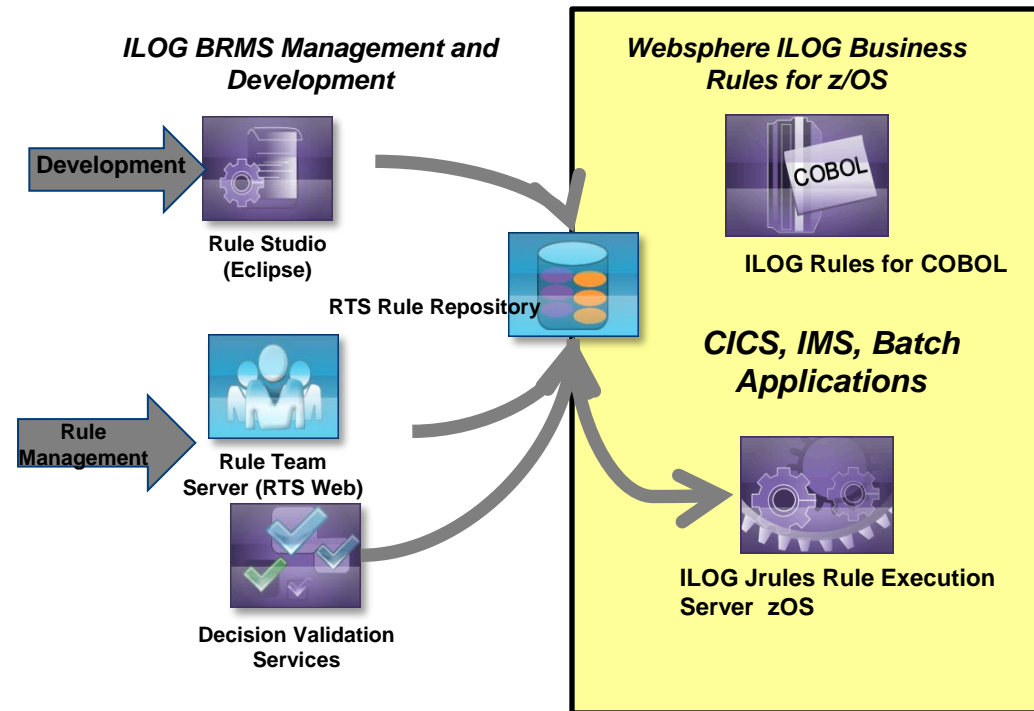 ILOG BRMS Management and
Development
Development
Rule Studio
(Eclipse)
RTS Rule Repository
Rule
Management
Rule Team
Server (RTS Web)
Decision Validation
Services
Websphere ILOG Business
Rules for z/OS
COBOL
ILOG Rules for COBOL
CICS, IMS, Batch
Applications
ILOG Jrules Rule Execution
Server zOS